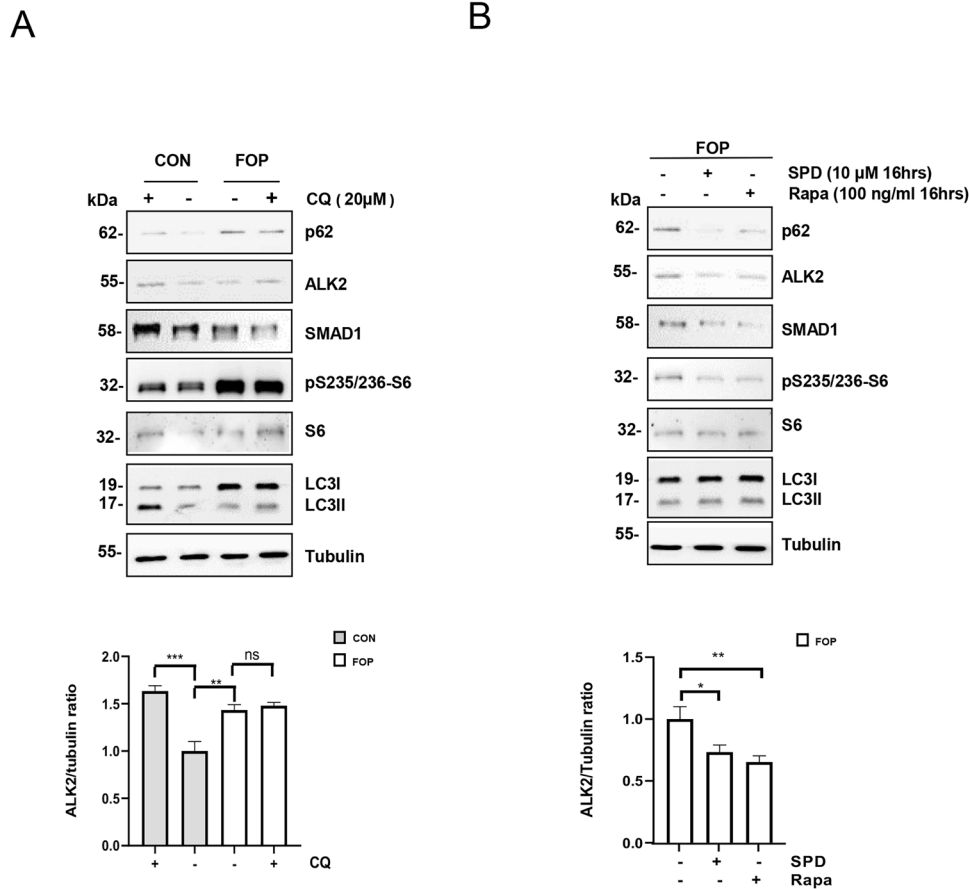 A
CON FOP
kDa + - - + CQ ( 20µM )
62- p62
55- ALK2
58- SMAD1
32- pS235/236-S6
32- S6
19- LC3I
17- LC3II
55- Tubulin
CON
FOP
ALK2/tubulin ratio
2.0
1.5
1.0
0.5
0.0
*** ** ns
+ - - + CQ
B
FOP
- + - SPD (10 µM 16hrs)
kDa - - + Rapa (100 ng/ml 16hrs)
62- p62
55- ALK2
58- SMAD1
32- pS235/236-S6
32- S6
19- LC3I
17- LC3II
55- Tubulin
FOP
ALK2/Tubulin ratio
1.5
1.0
0.5
0.0
**
*
- + - SPD
- - + Rapa